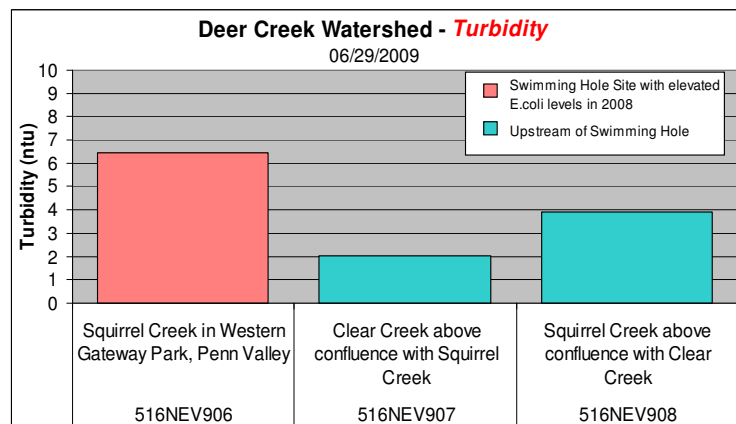 Deer Creek Watershed - Turbidity
06/29/2009
Turbidity (ntu)
10
9
8
7
6
5
4
3
2
1
0
Swimming Hole Site with elevated
E.coli levels in 2008
Upstream of Swimming Hole
Squirrel Creek in Western
Gateway Park, Penn Valley
516NEV906
Clear Creek above
confluence with Squirrel
Creek
516NEV907
Squirrel Creek above
confluence with Clear
Creek
516NEV908